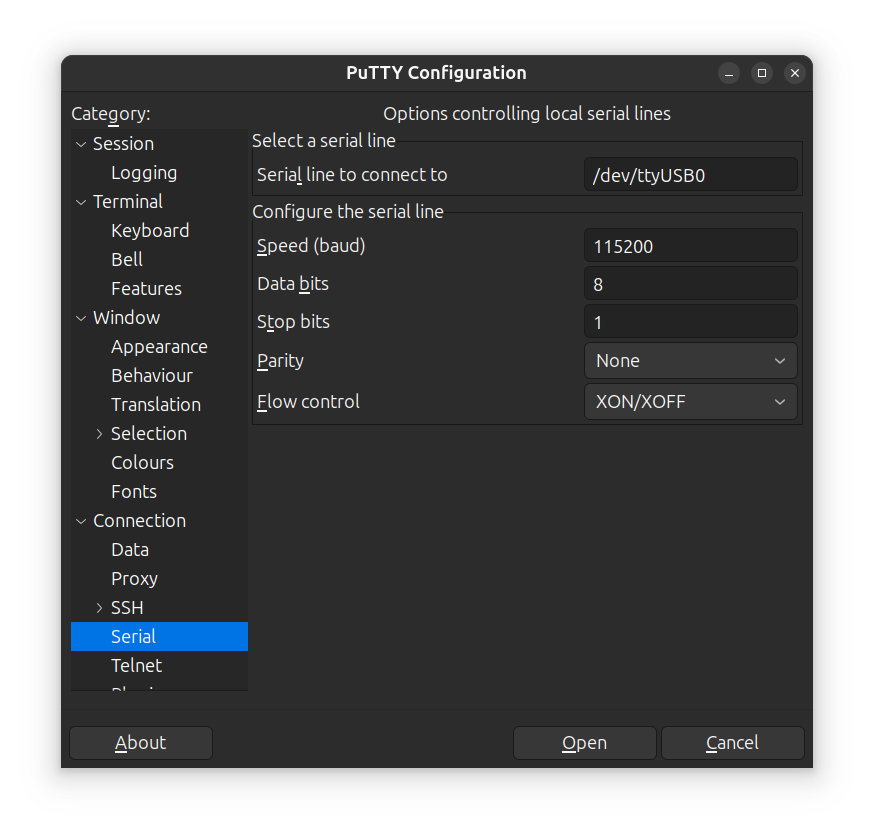 PuTTY Configuration
Category:
Options controlling local serial lines
Session
Logging
Terminal
Keyboard
Bell
Features
Window
Appearance
Behaviour
Translation
Selection
Colours
Fonts
Connection
Data
Proxy
SSH
Serial
Telnet
Select a serial line
Serial line to connect to /dev/ttyUSB0
Configure the serial line
Speed (baud) 115200
Data bits 8
Stop bits 1
Parity None
Flow control XON/XOFF
About
Open
Cancel